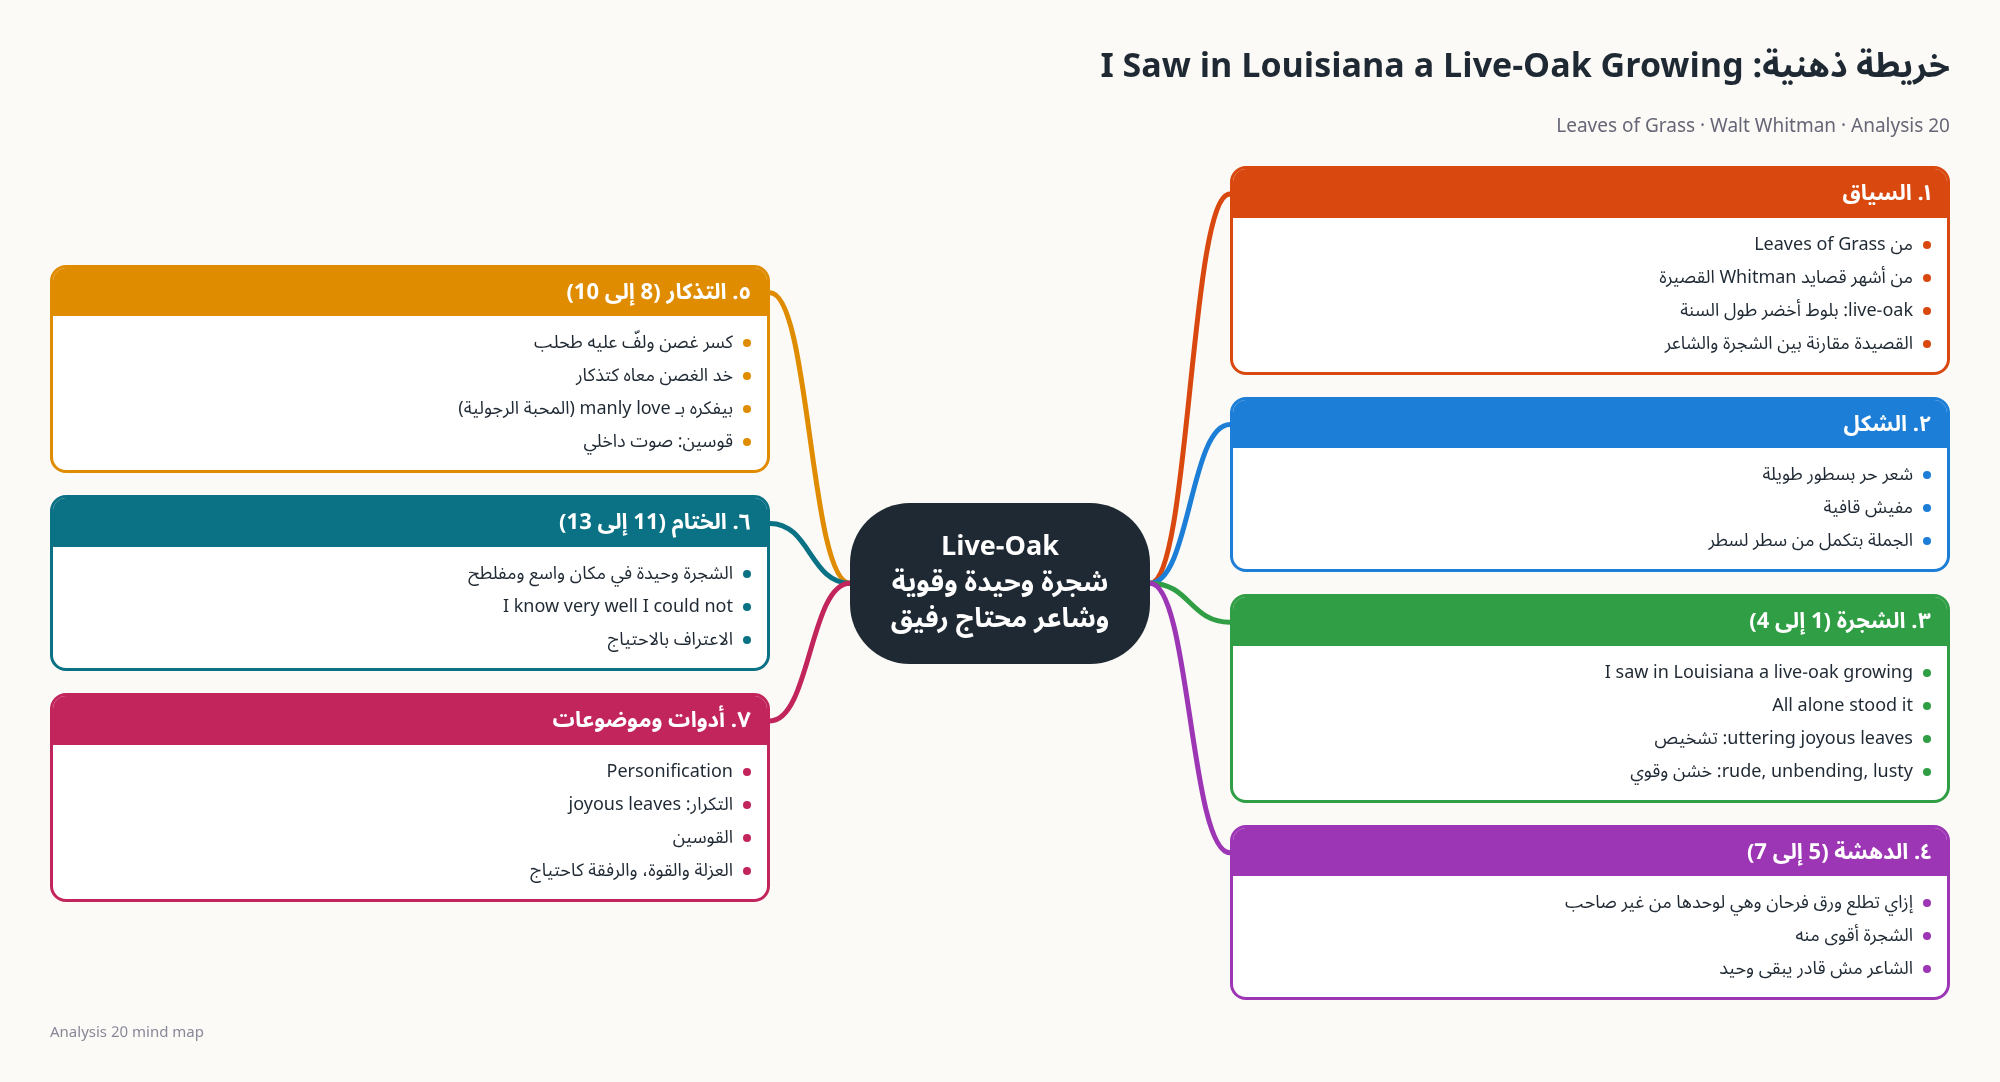 خريطة ذهنية: I Saw in Louisiana a Live-Oak Growing
Leaves of Grass · Walt Whitman · Analysis 20
١. السياق
من Leaves of Grass
من أشهر قصايد Whitman القصيرة
live-oak: بلوط أخضر طول السنة
القصيدة مقارنة بين الشجرة والشاعر
٢. الشكل
شعر حر بسطور طويلة
مفيش قافية
الجملة بتكمل من سطر لسطر
٣. الشجرة (1 إلى 4)
I saw in Louisiana a live-oak growing
All alone stood it
uttering joyous leaves: تشخيص
rude, unbending, lusty: خشن وقوي
٤. الدهشة (5 إلى 7)
إزاي تطلع ورق فرحان وهي لوحدها من غير صاحب
الشجرة أقوى منه
الشاعر مش قادر يبقى وحيد
Live-Oak
شجرة وحيدة وقوية
وشاعر محتاج رفيق
٥. التذكار (8 إلى 10)
كسر غصن ولفّ عليه طحلب
خد الغصن معاه كتذكار
بيفكره بـ manly love (المحبة الرجولية)
قوسين: صوت داخلي
٦. الختام (11 إلى 13)
الشجرة وحيدة في مكان واسع ومفلطح
I know very well I could not
الاعتراف بالاحتياج
٧. أدوات وموضوعات
Personification
التكرار: joyous leaves
القوسين
العزلة والقوة، والرفقة كاحتياج
Analysis 20 mind map